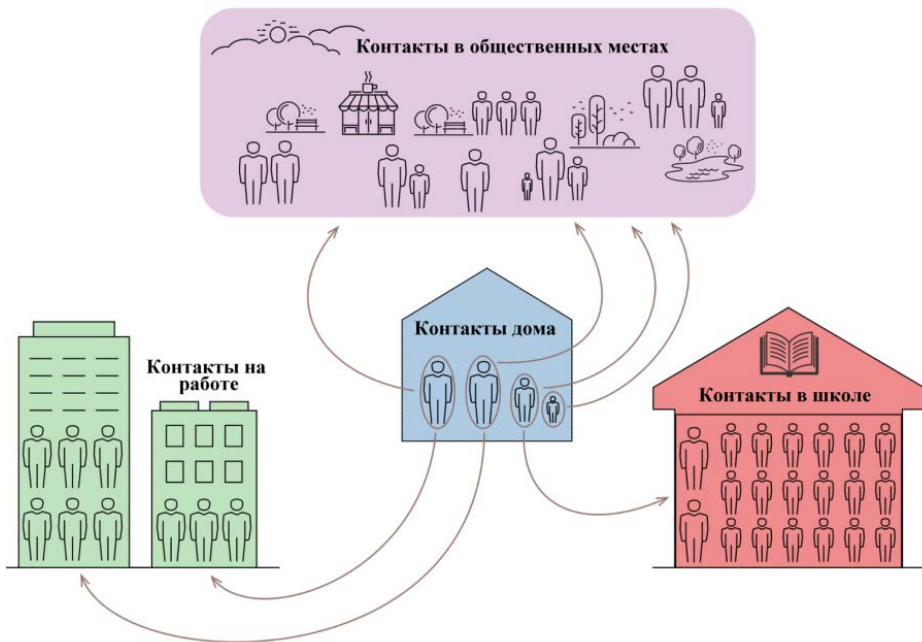 Контакты в общественных местах
Контакты дома
Контакты на
работе
Контакты в школе